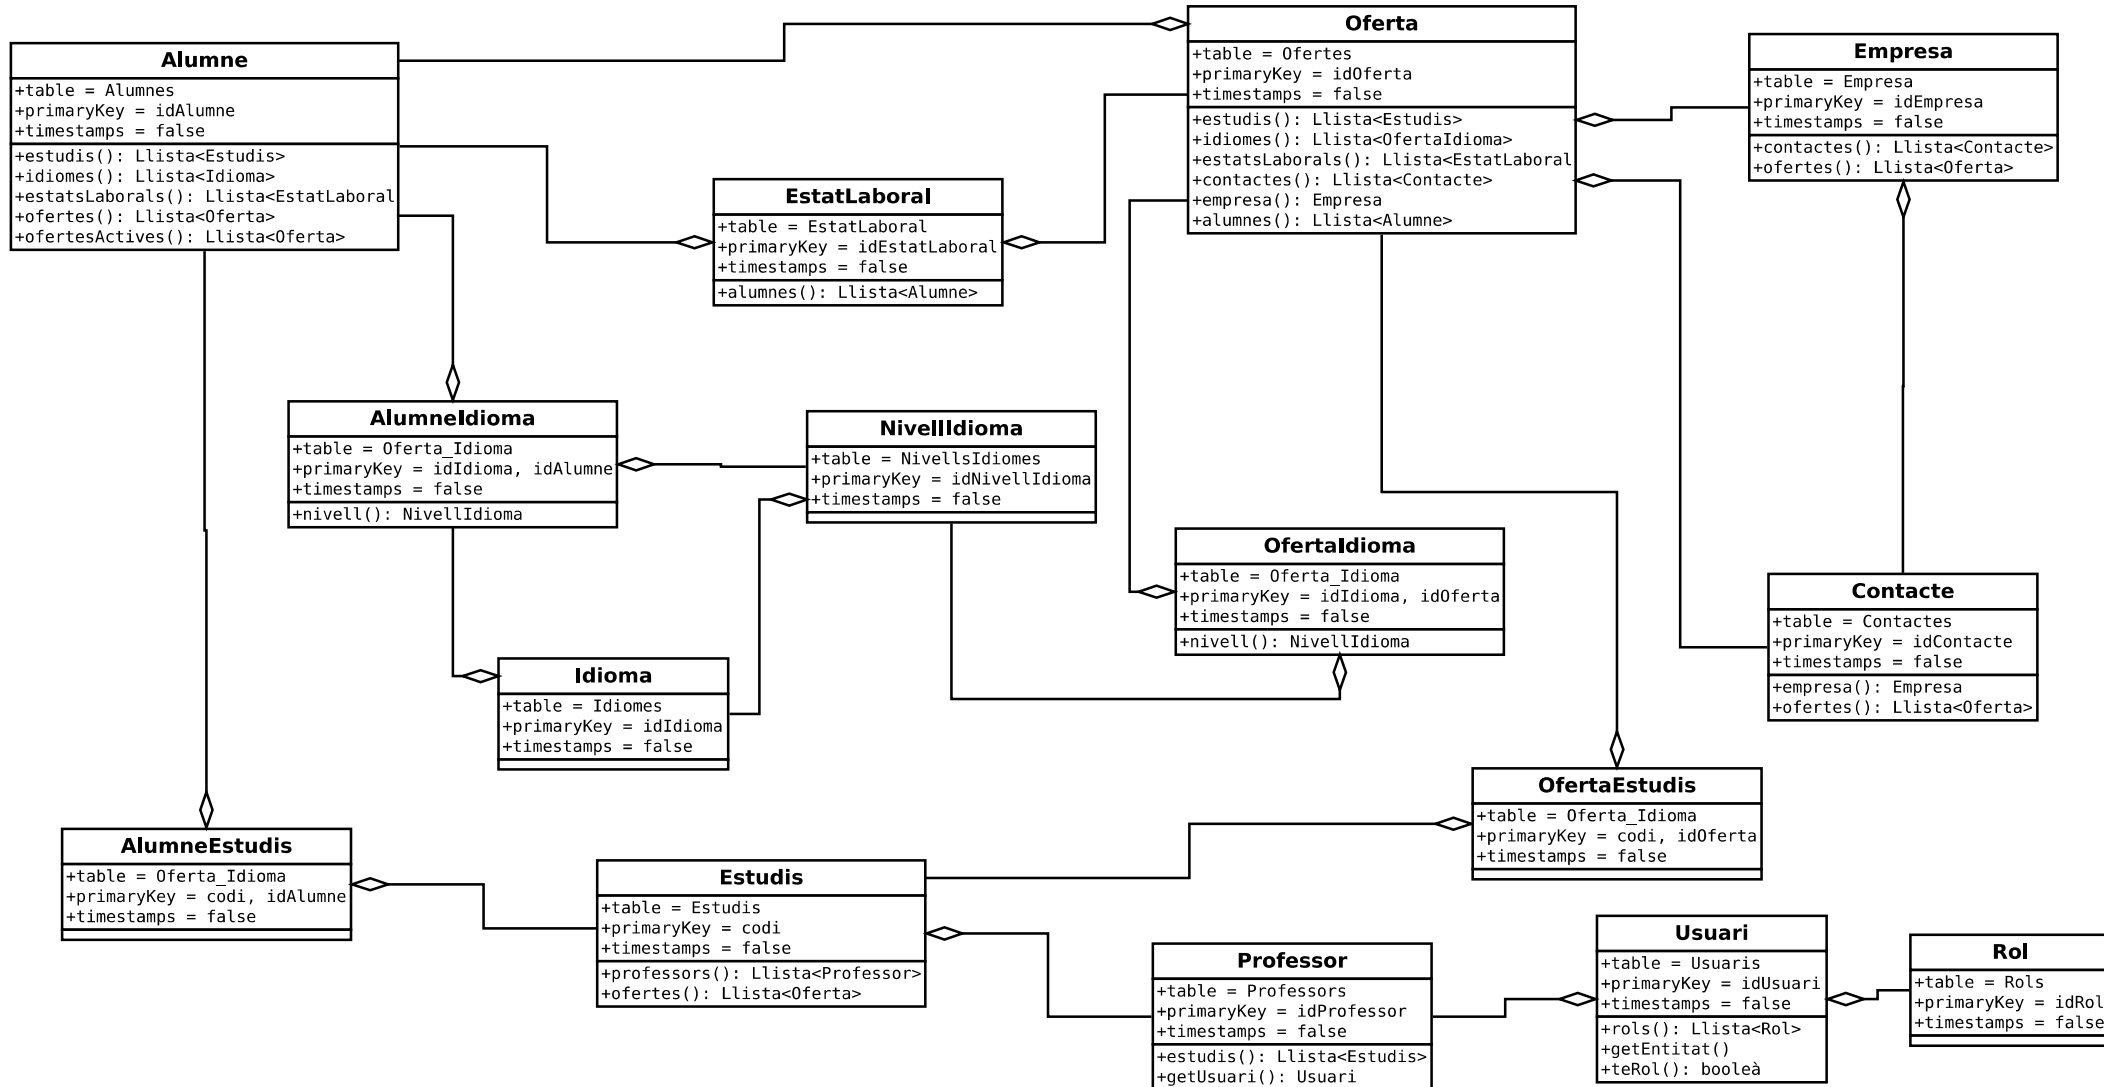 Alumne
+table = Alumnes
+primaryKey = idAlumne
+timestamps = false
+estudis(): Llista<Estudis>
+idiomes(): Llista<Idioma>
+estatsLaborals(): Llista<EstatLaboral
+ofertes(): Llista<Oferta>
+ofertesActives(): Llista<Oferta>
Oferta
+table = Ofertes
+primaryKey = idOferta
+timestamps = false
+estudis(): Llista<Estudis>
+idiomes(): Llista<OfertaIdioma>
+estatsLaborals(): Llista<EstatLaboral
+contactes(): Llista<Contacte>
+empresa(): Empresa
+alumnes(): Llista<Alumne>
Empresa
+table = Empresa
+primaryKey = idEmpresa
+timestamps = false
+contactes(): Llista<Contacte>
+ofertes(): Llista<Oferta>
EstatLaboral
+table = EstatLaboral
+primaryKey = idEstatLaboral
+timestamps = false
+alumnes(): Llista<Alumne>
AlumneIdioma
+table = Oferta_Idioma
+primaryKey = idIdioma, idAlumne
+timestamps = false
+nivell(): NivellIdioma
NivellIdioma
+table = NivellsIdiomes
+primaryKey = idNivellIdioma
+timestamps = false
OfertaIdioma
+table = Oferta_Idioma
+primaryKey = idIdioma, idOferta
+timestamps = false
+nivell(): NivellIdioma
Contacte
+table = Contactes
+primaryKey = idContacte
+timestamps = false
+empresa(): Empresa
+ofertes(): Llista<Oferta>
Idioma
+table = Idiomes
+primaryKey = idIdioma
+timestamps = false
OfertaEstudis
+table = Oferta_Idioma
+primaryKey = codi, idOferta
+timestamps = false
AlumneEstudis
+table = Oferta_Idioma
+primaryKey = codi, idAlumne
+timestamps = false
Estudis
+table = Estudis
+primaryKey = codi
+timestamps = false
+professors(): Llista<Professor>
+ofertes(): Llista<Oferta>
Professor
+table = Professors
+primaryKey = idProfessor
+timestamps = false
+estudis(): Llista<Estudis>
+getUsuari(): Usuari
Usuari
+table = Usuaris
+primaryKey = idUsuari
+timestamps = false
+rols(): Llista<Rol>
+getEntitat()
+teRol(): booleà
Rol
+table = Rols
+primaryKey = idRol
+timestamps = false